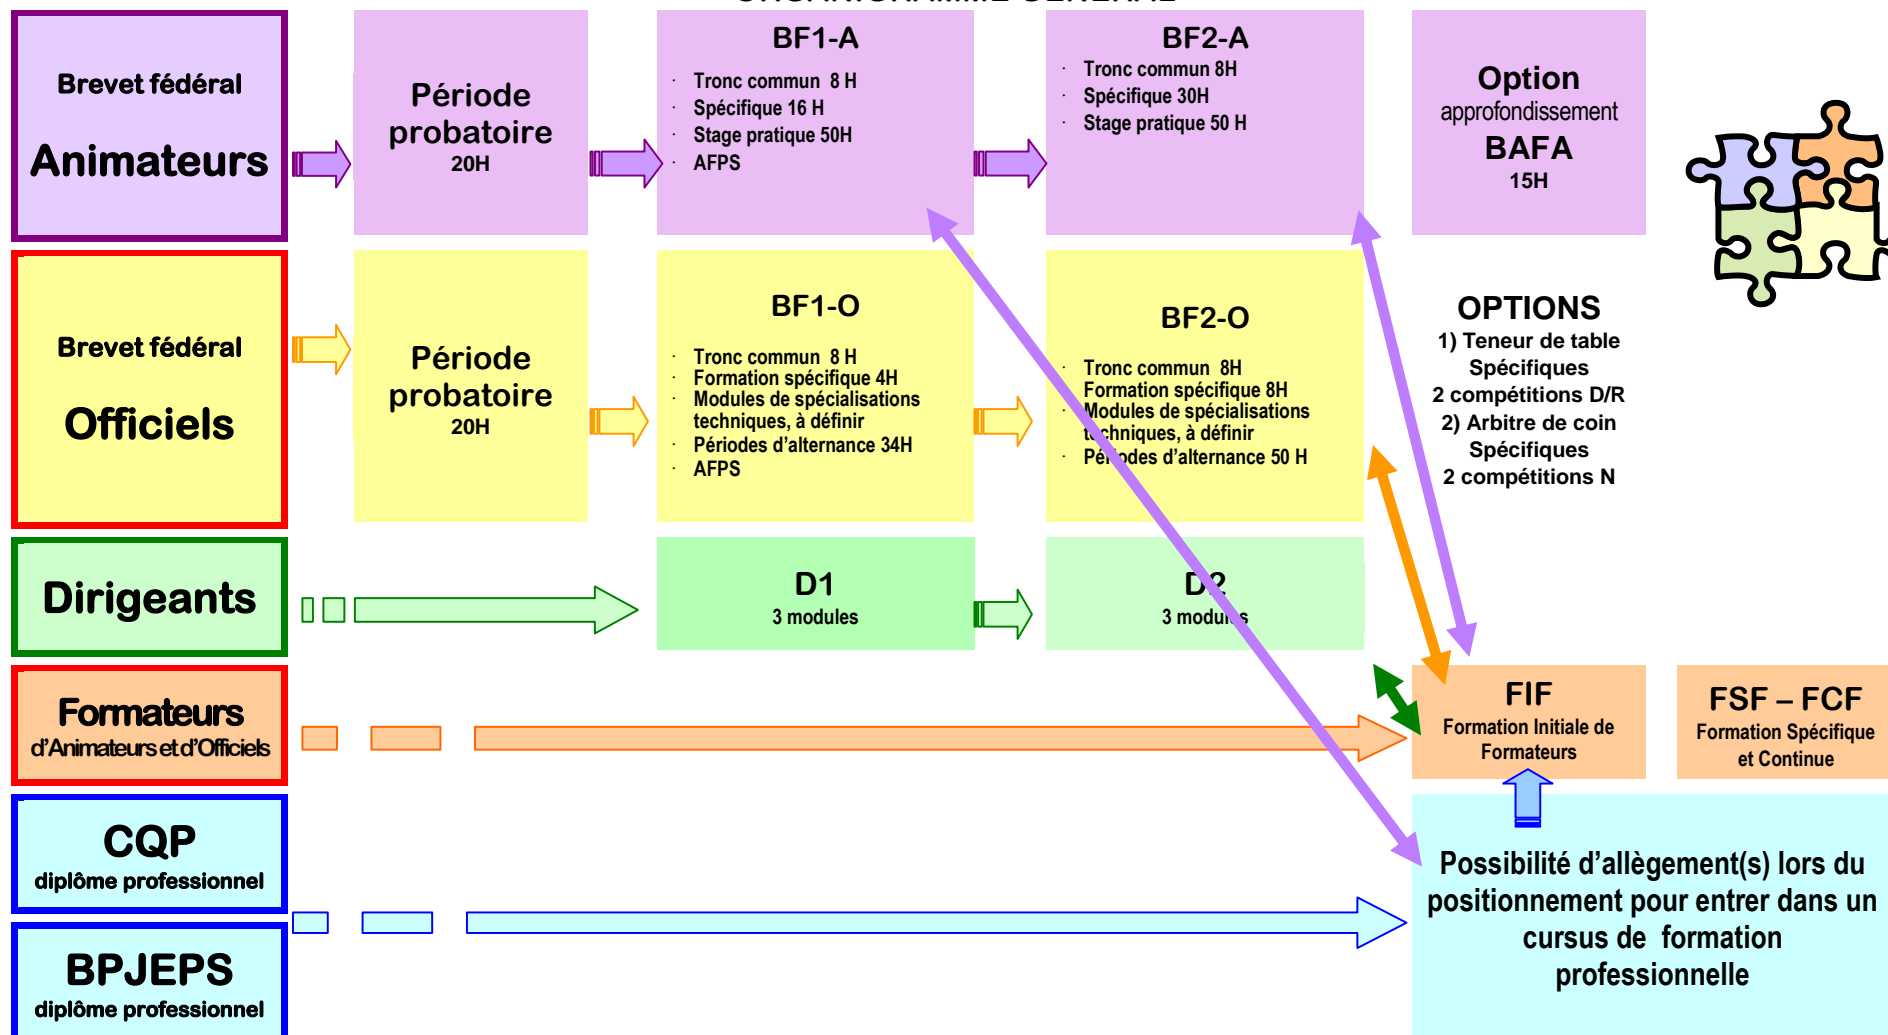 Brevet fédéral
Animateurs
Période
probatoire
20H
BF1-A
· Tronc commun 8 H
· Spécifique 16 H
· Stage pratique 50H
· AFPS
BF2-A
· Tronc commun 8H
· Spécifique 30H
· Stage pratique 50 H
Option
approfondissement
BAFA
15H
Brevet fédéral
Officiels
Période
probatoire
20H
BF1-O
· Tronc commun 8 H
· Formation spécifique 4H
· Modules de spécialisations
techniques, à définir
· Périodes d'alternance 34H
· AFPS
BF2-O
· Tronc commun 8H
· Formation spécifique 8H
· Modules de spécialisations
techniques, à définir
· Périodes d'alternance 50 H
OPTIONS
1) Teneur de table
Spécifiques
2 compétitions D/R
2) Arbitre de coin
Spécifiques
2 compétitions N
Dirigeants
D1
3 modules
D2
3 modules
Formateurs
d'Animateurs et d'Officiels
FIF
Formation Initiale de
Formateurs
FSF – FCF
Formation Spécifique
et Continue
CQP
diplôme professionnel
BPJEPS
diplôme professionnel
Possibilité d'allègement(s) lors du
positionnement pour entrer dans un
cursus de formation
professionnelle